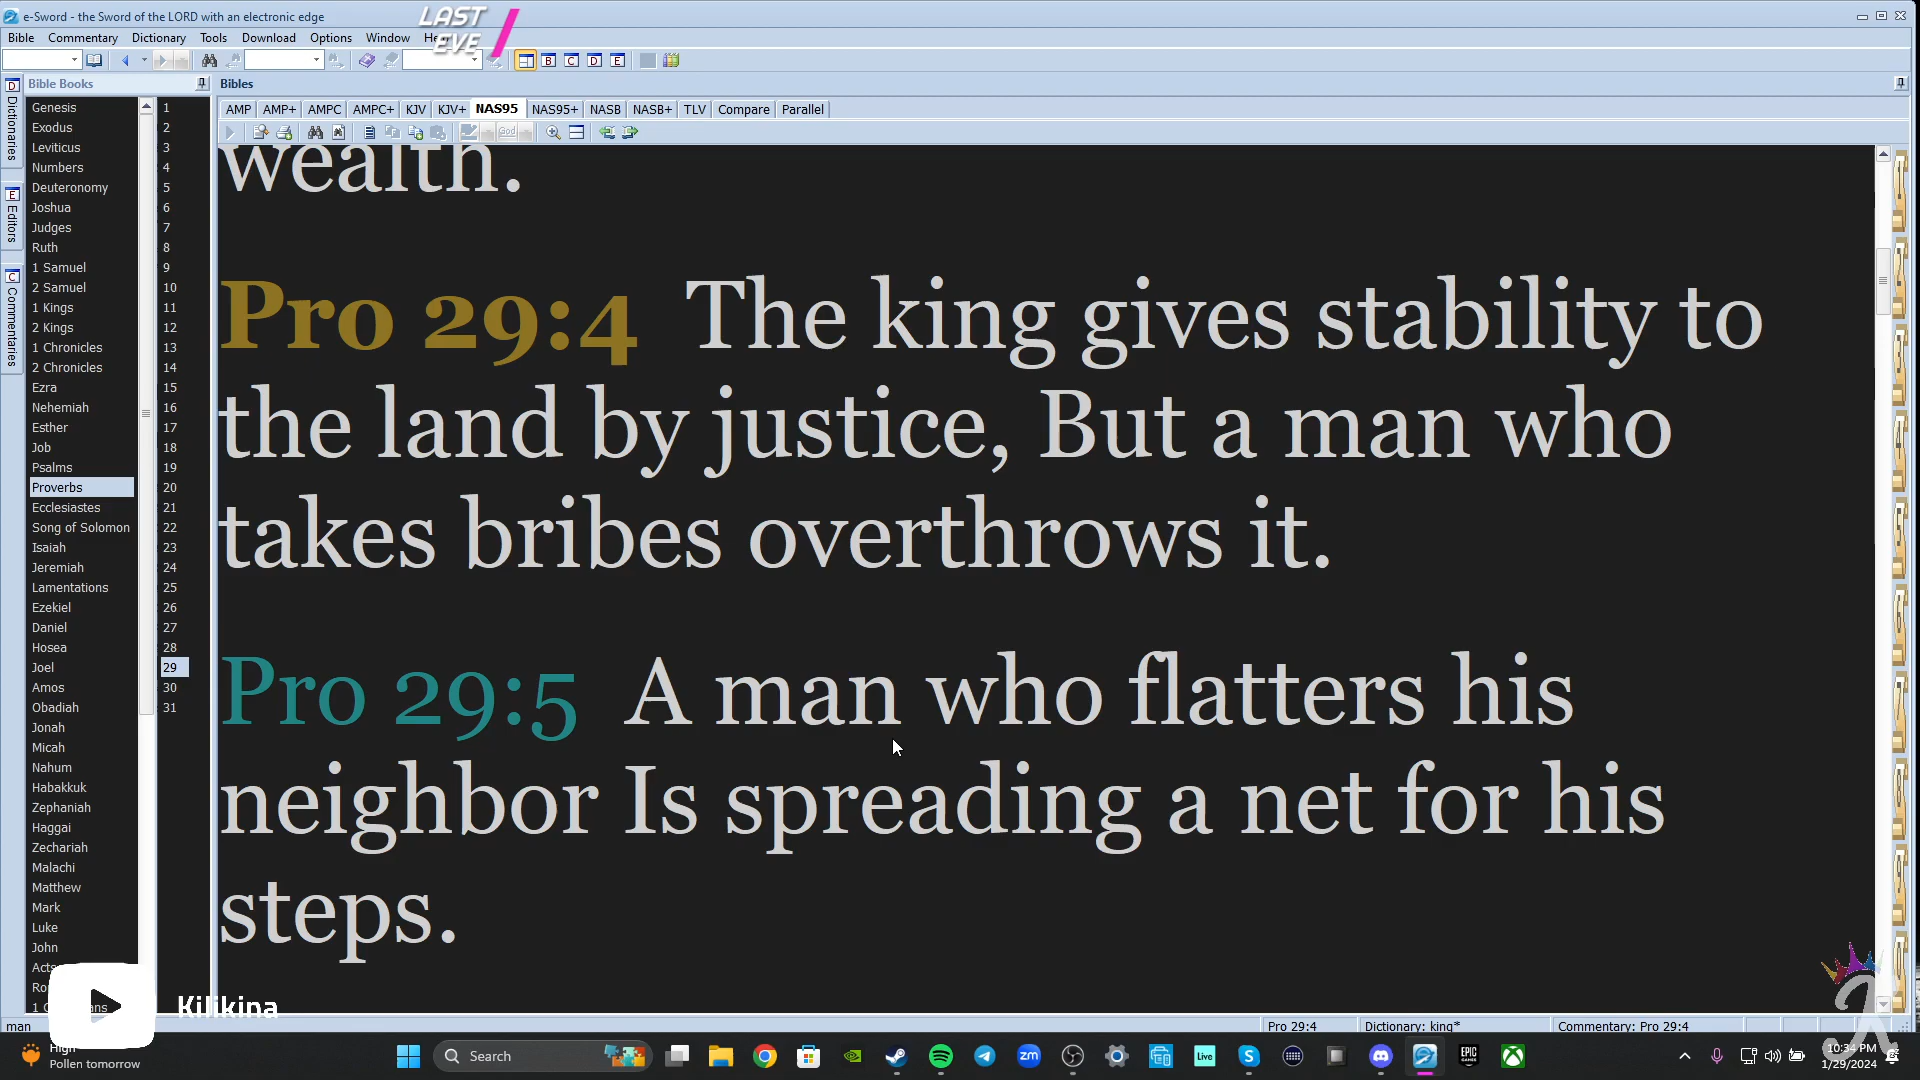 e-Sword - the Sword of the LORD with an electronic edge
LAST
EVE
Bible Commentary Dictionary Tools Download Options Window
B C D E
Bible Books
Bibles
AMP AMP+ AMPC AMPC+ KJV KJV+ NAS95 NAS95+ NASB NASB+ TLV Compare Parallel
D Dictionaries
E Editors
C Commentaries
Genesis
Exodus
Leviticus
Numbers
Deuteronomy
Joshua
Judges
Ruth
1 Samuel
2 Samuel
1 Kings
2 Kings
1 Chronicles
2 Chronicles
Ezra
Nehemiah
Esther
Job
Psalms
Proverbs
Ecclesiastes
Song of Solomon
Isaiah
Jeremiah
Lamentations
Ezekiel
Daniel
Hosea
Joel
Amos
Obadiah
Jonah
Micah
Nahum
Habakkuk
Zephaniah
Haggai
Zechariah
Malachi
Matthew
Mark
Luke
John
Acts
1
2
3
4
5
6
7
8
9
10
11
12
13
14
15
16
17
18
19
20
21
22
23
24
25
26
27
28
29
30
31
wealth.
Pro 29:4 The king gives stability to
the land by justice, But a man who
takes bribes overthrows it.
Pro 29:5 A man who flatters his
neighbor Is spreading a net for his
steps.
Kilikina
man
Pro 29:4
Dictionary: king*
Commentary: Pro 29:4
High
Pollen tomorrow
Search
zm
Live
EPIC
GAMES
10:34 PM
1/29/2024